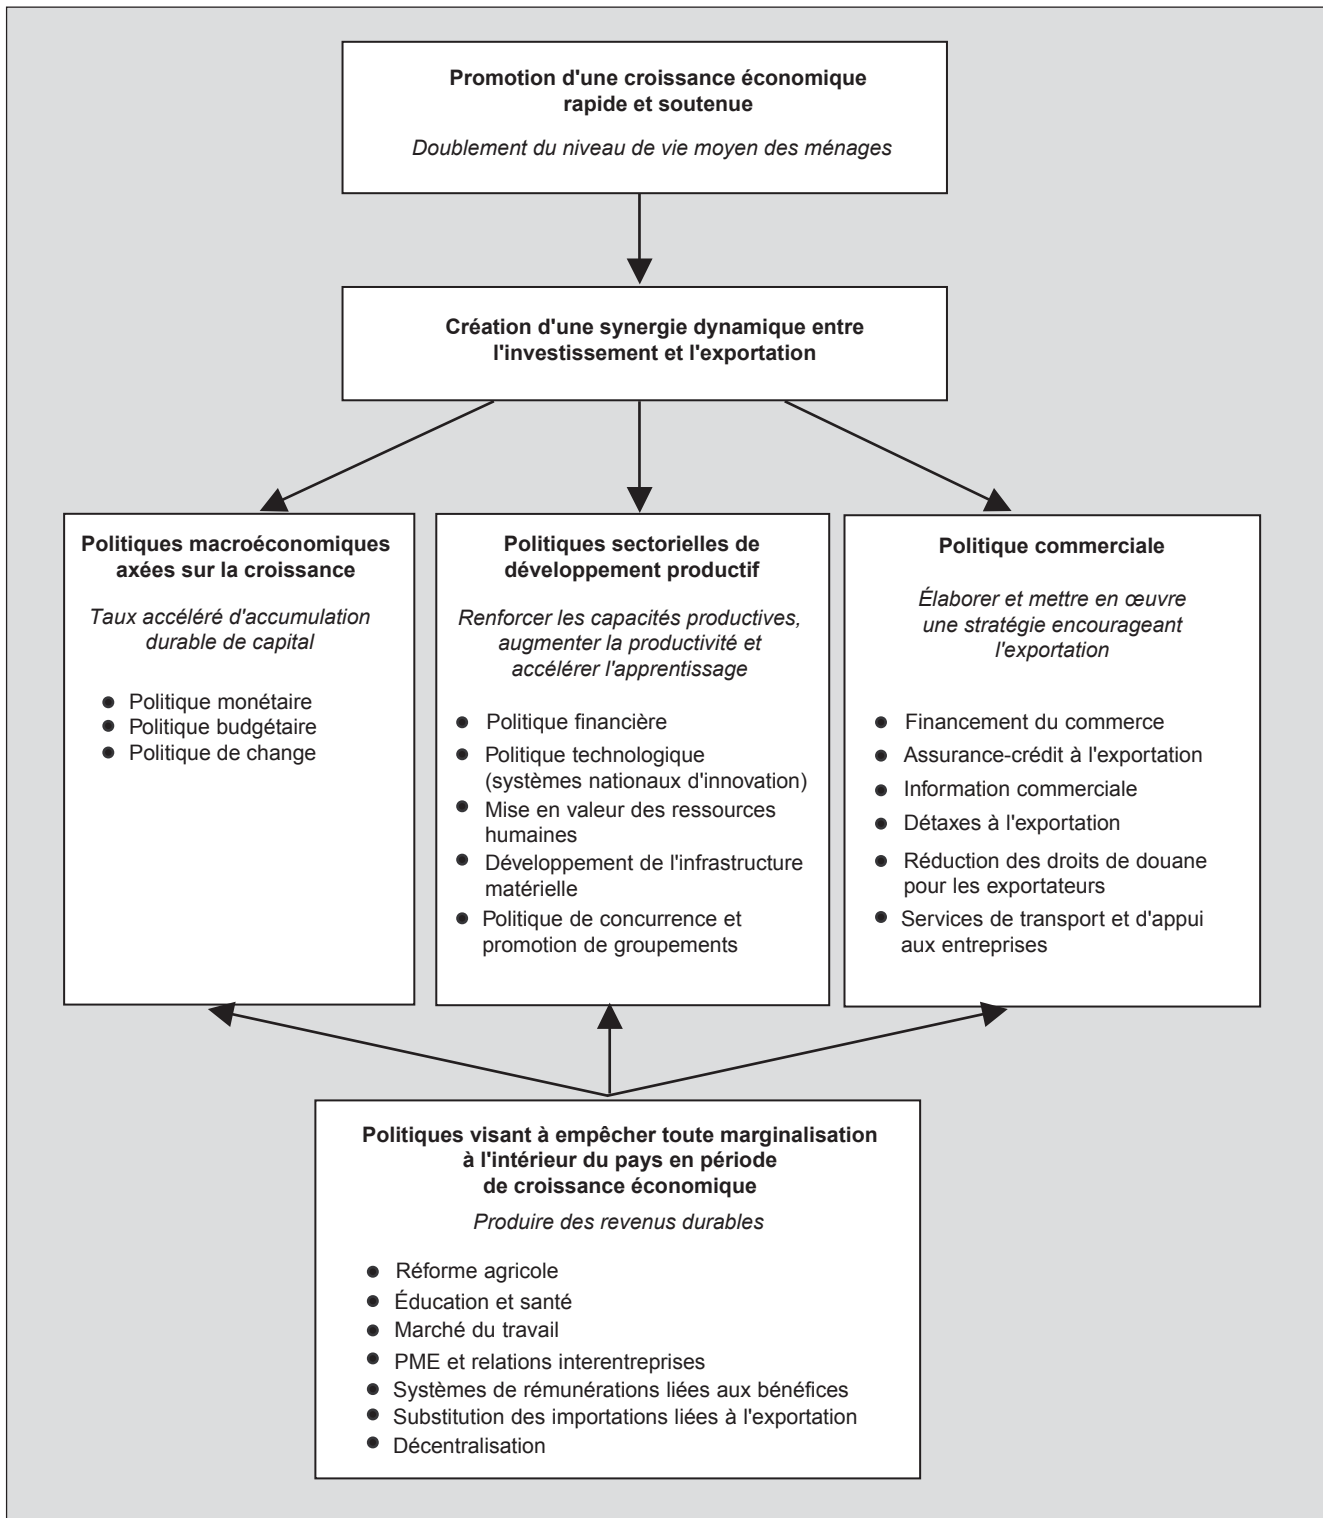 Promotion d'une croissance économique
rapide et soutenue
Doublement du niveau de vie moyen des ménages
Création d'une synergie dynamique entre
l'investissement et l'exportation
Politiques macroéconomiques
axées sur la croissance
Taux accéléré d'accumulation
durable de capital
● Politique monétaire
● Politique budgétaire
● Politique de change
Politiques sectorielles de
développement productif
Renforcer les capacités productives,
augmenter la productivité et
accélérer l'apprentissage
● Politique financière
● Politique technologique
(systèmes nationaux d'innovation)
● Mise en valeur des ressources
humaines
● Développement de l'infrastructure
matérielle
● Politique de concurrence et
promotion de groupements
Politique commerciale
Élaborer et mettre en œuvre
une stratégie encourageant
l'exportation
● Financement du commerce
● Assurance-crédit à l'exportation
● Information commerciale
● Détaxes à l'exportation
● Réduction des droits de douane
pour les exportateurs
● Services de transport et d'appui
aux entreprises
Politiques visant à empêcher toute marginalisation
à l'intérieur du pays en période
de croissance économique
Produire des revenus durables
● Réforme agricole
● Éducation et santé
● Marché du travail
● PME et relations interentreprises
● Systèmes de rémunérations liées aux bénéfices
● Substitution des importations liées à l'exportation
● Décentralisation